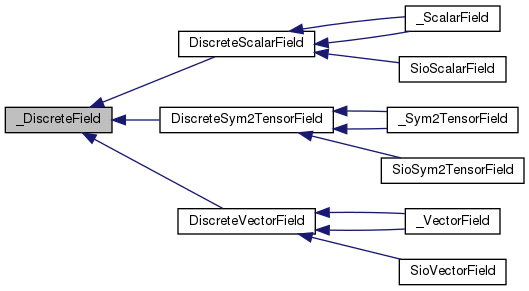 _ScalarField
DiscreteScalarField
SioScalarField
_DiscreteField
DiscreteSym2TensorField
_Sym2TensorField
SioSym2TensorField
DiscreteVectorField
_VectorField
SioVectorField